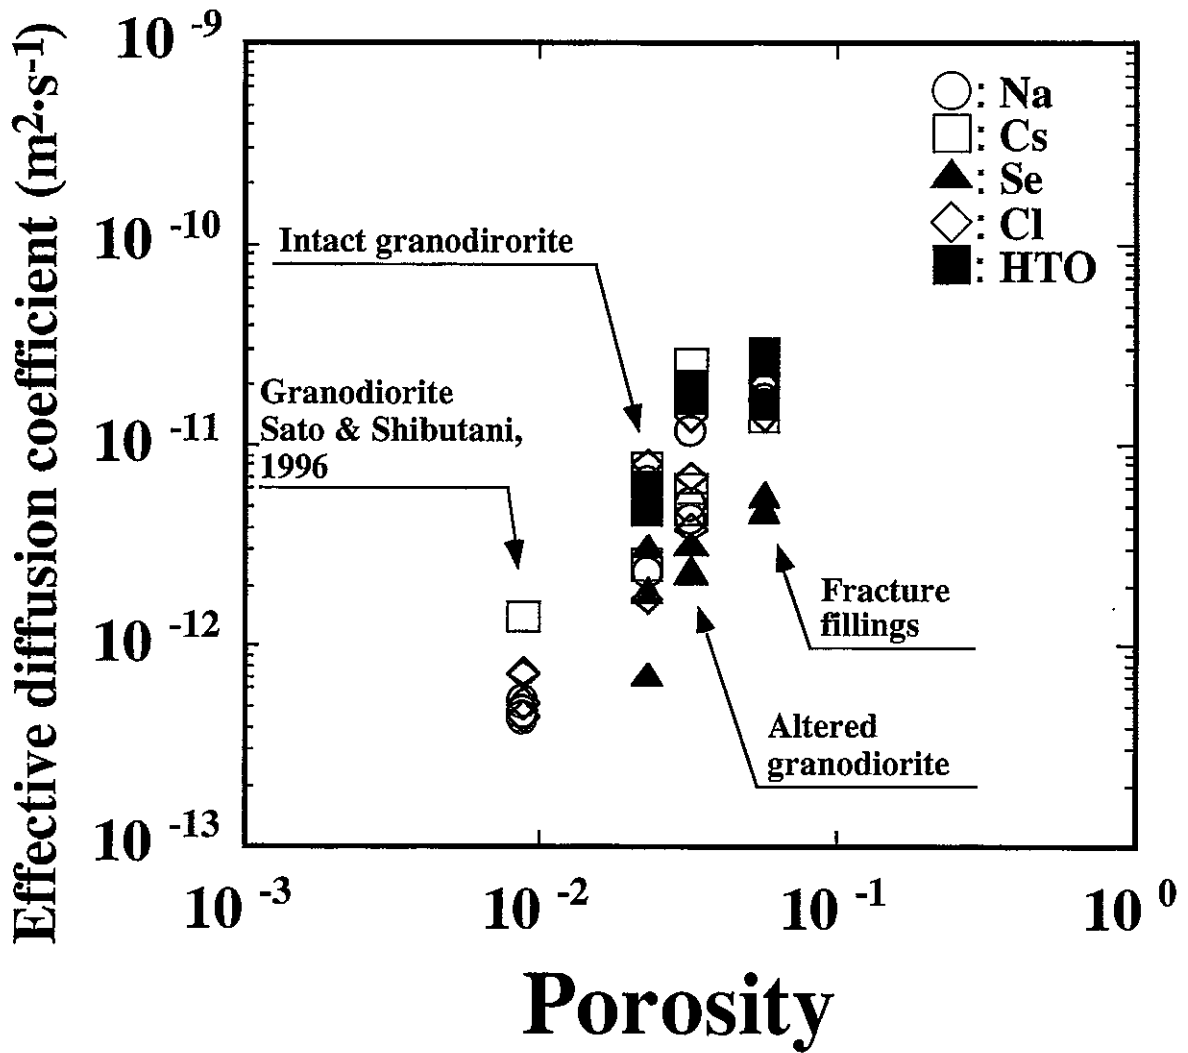 Effective diffusion coefficient (m²·s⁻¹)
10 -9
10 -10
10 -11
10 -12
10 -13
○: Na
□: Cs
▲: Se
◇: Cl
■: HTO
Intact granodirorite
Granodiorite
Sato & Shibutani,
1996
Fracture
fillings
Altered
granodiorite
10 -3 10 -2 10 -1 10 0
Porosity